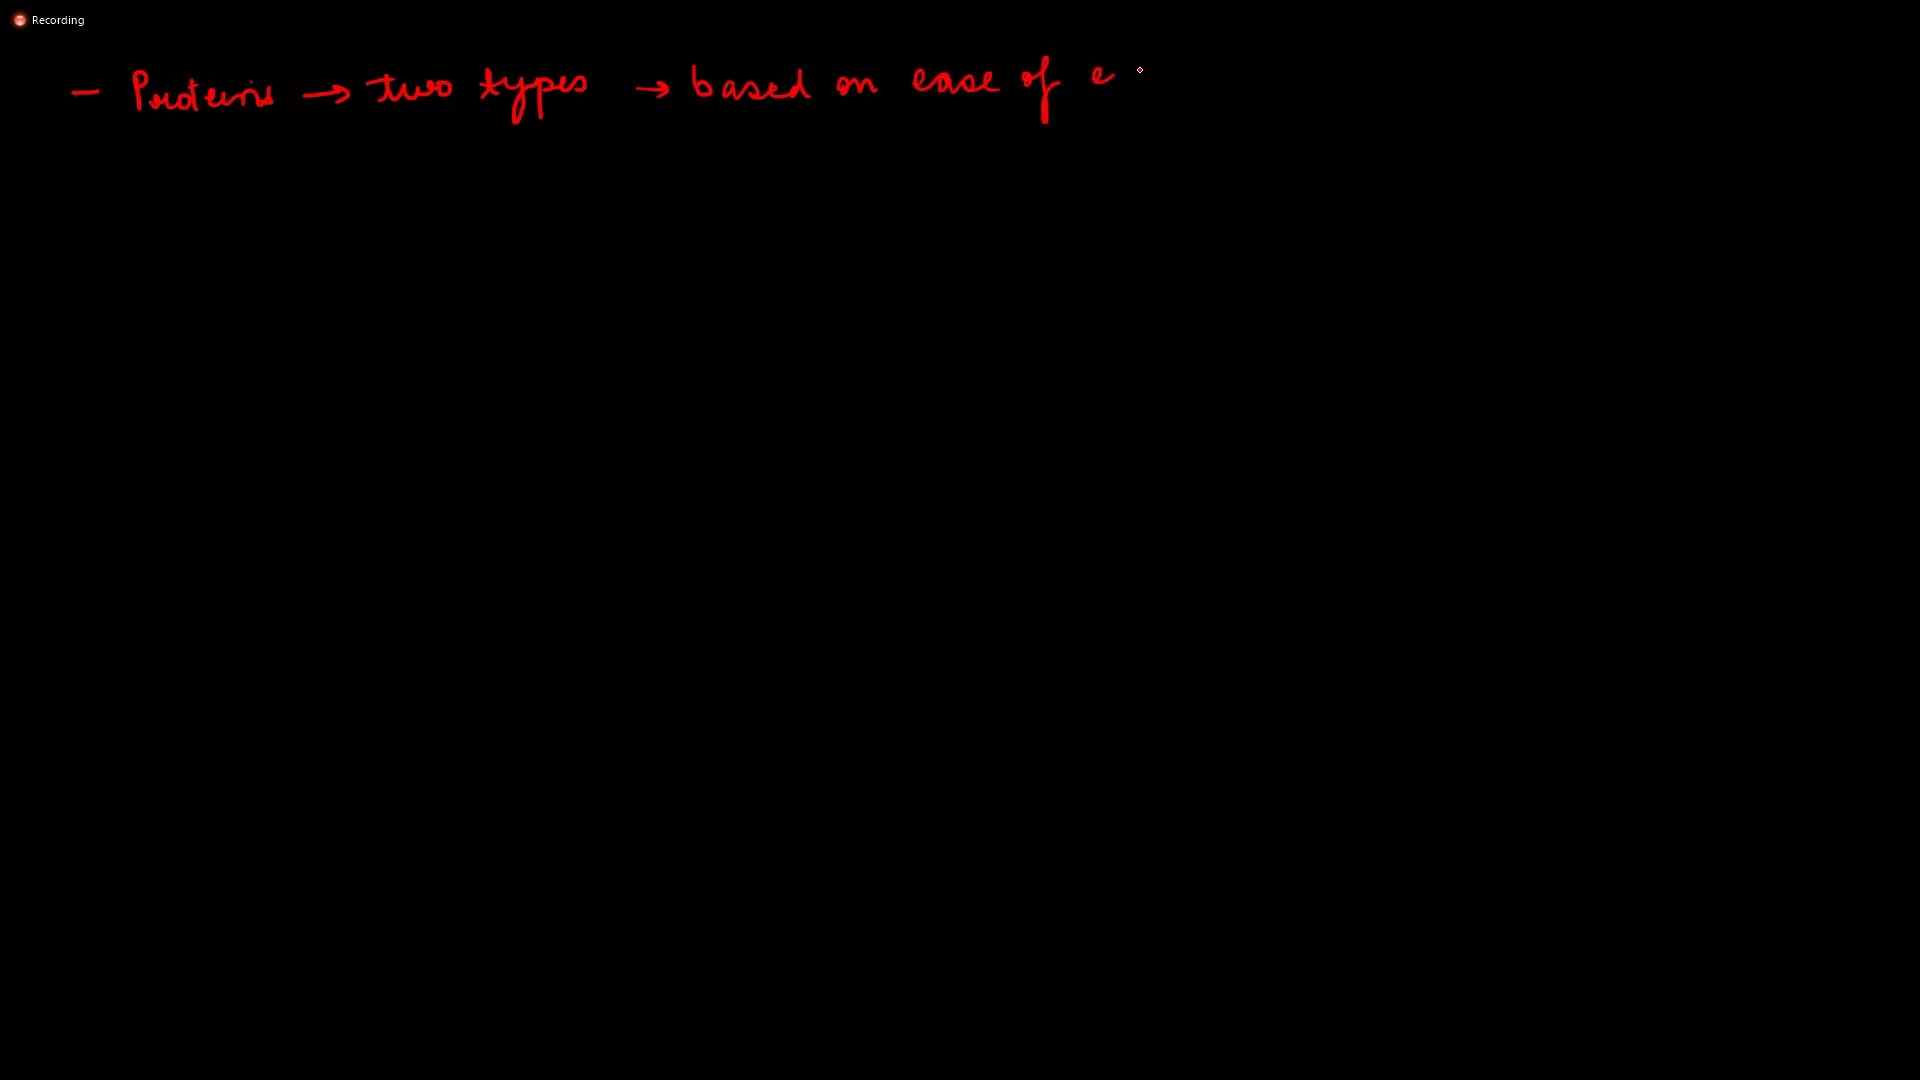 Recording
- Proteins → two types → based on ease of e